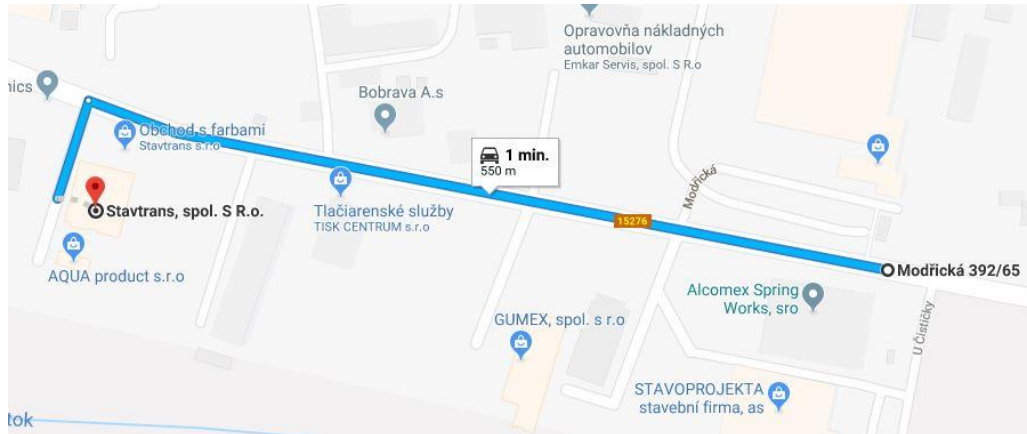 Opravovňa nákladných
automobilov
Emkar Servis, spol. S R.o
nics
Bobrava A.s
Obchod s farbami
Stavtrans s.r.o
1 min.
550 m
Modřická
Tlačiarenské služby
TISK CENTRUM s.r.o
Stavtrans, spol. S R.o.
15276
AQUA product s.r.o
Modřická 392/65
Alcomex Spring
Works, sro
GUMEX, spol. s r.o
U Čističky
STAVOPROJEKTA
stavební firma, as
tok